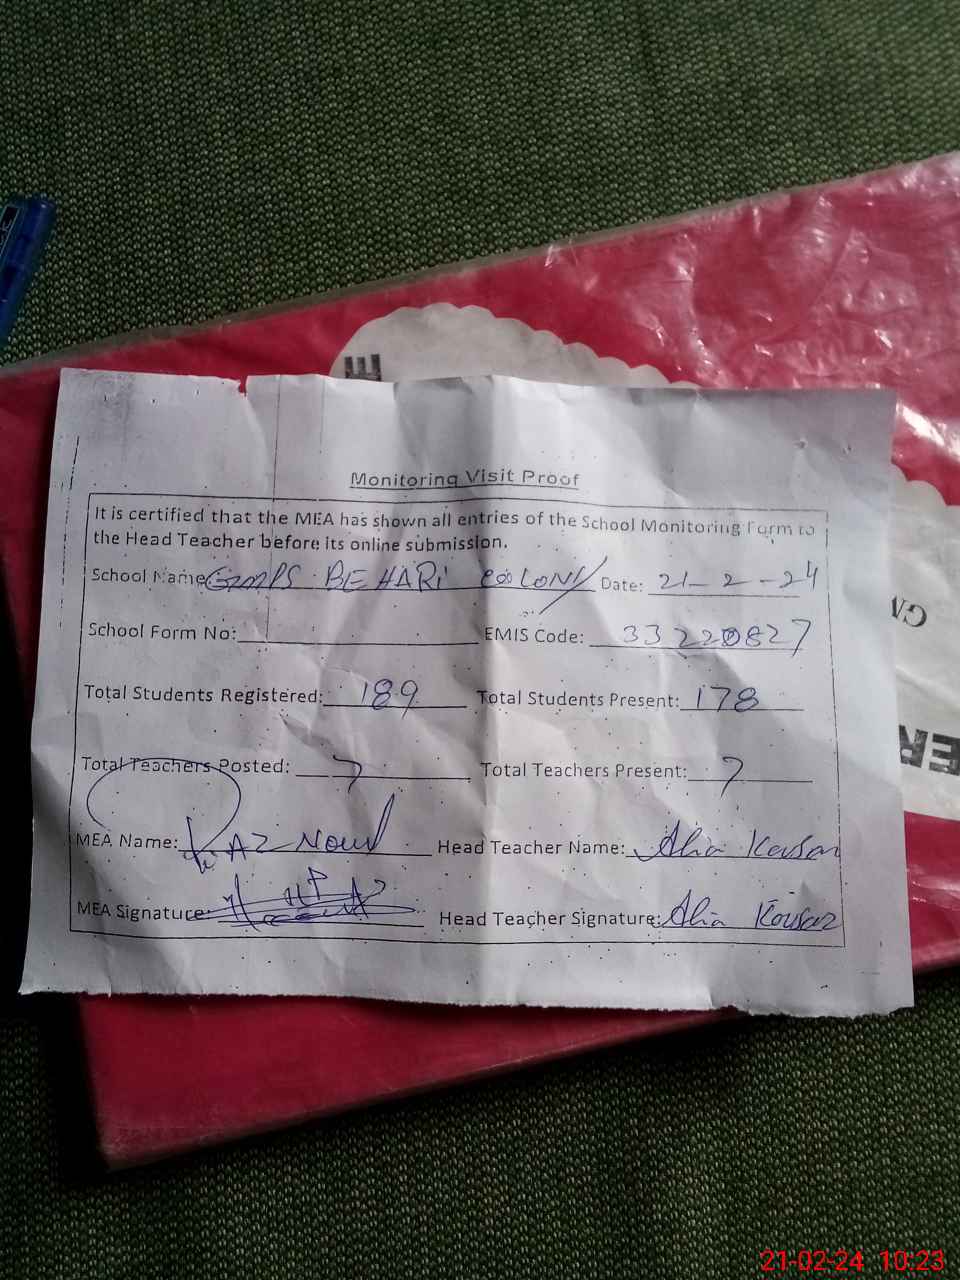 Monitoring Visit Proof
It is certified that the MEA has shown all entries of the School Monitoring Form to
the Head Teacher before its online submission.
School Name: GMPS BEHARI COLONY Date: 21-2-24
School Form No: EMIS Code: 33220827
Total Students Registered: 189 Total Students Present: 178
Total Teachers Posted: 7 Total Teachers Present: 7
MEA Name: Head Teacher Name: Alia Kousar
MEA Signature: Head Teacher Signature: Alia Kousar
21-02-24 10:23